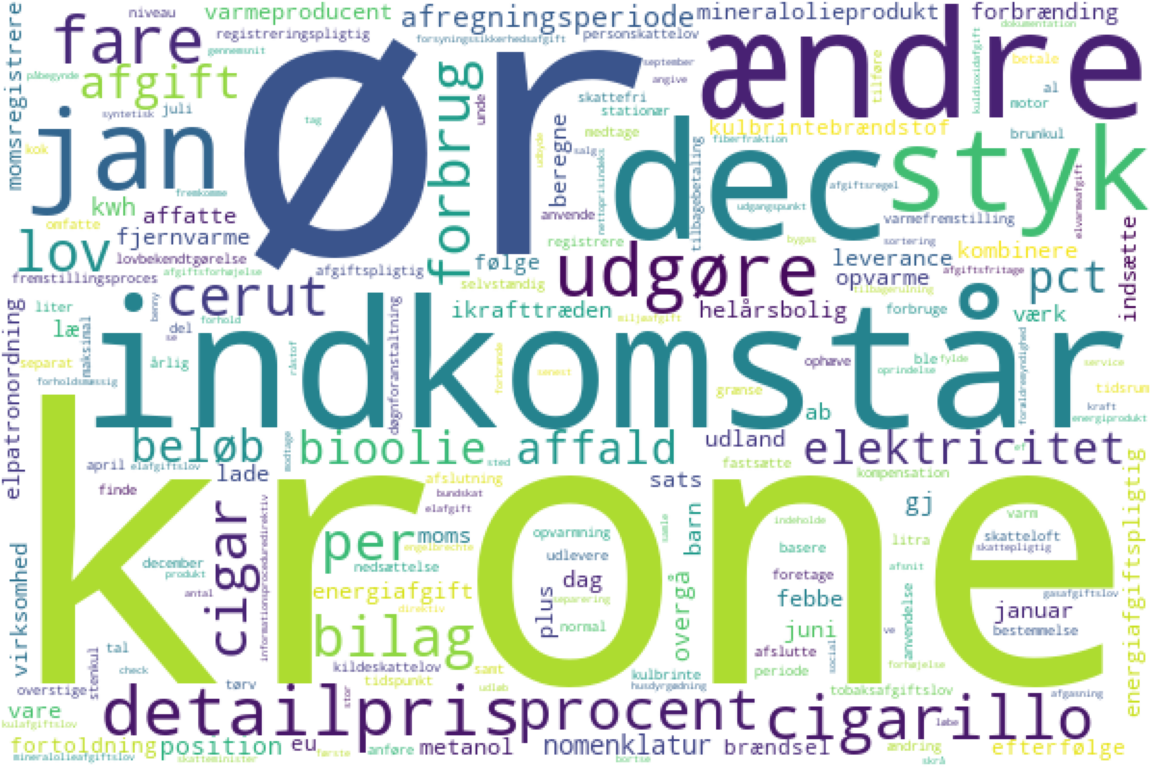 niveau
varmeproducent
afregningsperiode
mineralolieprodukt
forbrænding
registreringspligtig
forsyningssikkerhedsafgift
personskattelov
dokumentation
momsregistrere
fare
gennemsnit
Ør
september
ændre
betale
påbegynde
afgift
forbrug
unde
skattefri
angive
tilføre
kuldioxidafgift
al
syntetisk
juli
stationær
motor
jan
tag
beregne
medtage
dec
kulbrintebrændstof
styk
brunkul
kok
udbyde
salg
fiberfraktion
nettoprisindeks
tilbagebetaling
afgiftsregel
elvarmeafgift
fremkomme
kwh
affatte
anvende
udgangspunkt
varmefremstilling
omfatte
lov
fjernvarme
registrere
bygas
sortering
kombinere
indsætte
lovbekendtgørelse
følge
udgøre
leverance
fremstillingsproces
afgiftsforhøjelse
afgiftspligtig
selvstændig
opvarme
afgiftsfritage
pct
tilbagerulning
elpatronordning
liter
benny
cerut
døgnforanstaltning
ikrafttræden
helårsbolig
forbruge
værk
læ
maksimal
del
forhold
miljøafgift
se
indkomstår
separat
årlig
råstof
forbrænde
senest
ophæve
ble
fylde
forældremyndighed
service
oprindelse
forholdsmæssig
grænse
tidsrum
kraft
krone
ab
energiprodukt
beløb
bioolie
affald
udland
elektricitet
ef
modtage
sted
april
elafgiftslov
lade
afslutning
fastsætte
kompensation
energiafgiftspligtig
finde
bundskat
sats
gj
cigar
informationsproceduredirektiv
elafgift
samle
barn
litra
varm
per
moms
opvarmning
indeholde
skatteloft
engelbrechte
skattepligtig
virksomhed
december
nedsættelse
udlevere
basere
afsnit
produkt
energiafgift
dag
foretage
gasafgiftslov
antal
separering
febbe
anvendelse
januar
direktiv
plus
overgå
bilag
normal
juni
ve
bestemmelse
tal
afslutte
social
stenkul
check
kildeskattelov
samt
kulbrinte
periode
forhøjelse
tørv
tidspunkt
udløb
husdyrgødning
overstige
stor
tobaksafgiftslov
afgasning
vare
detailpris
procent
cigarillo
kulafgiftslov
løbe
fortoldning
position
eu
første
anføre
metanol
nomenklatur
brændsel
ændring
efterfølge
mineralolieafgiftslov
skatteminister
bortse
skrå